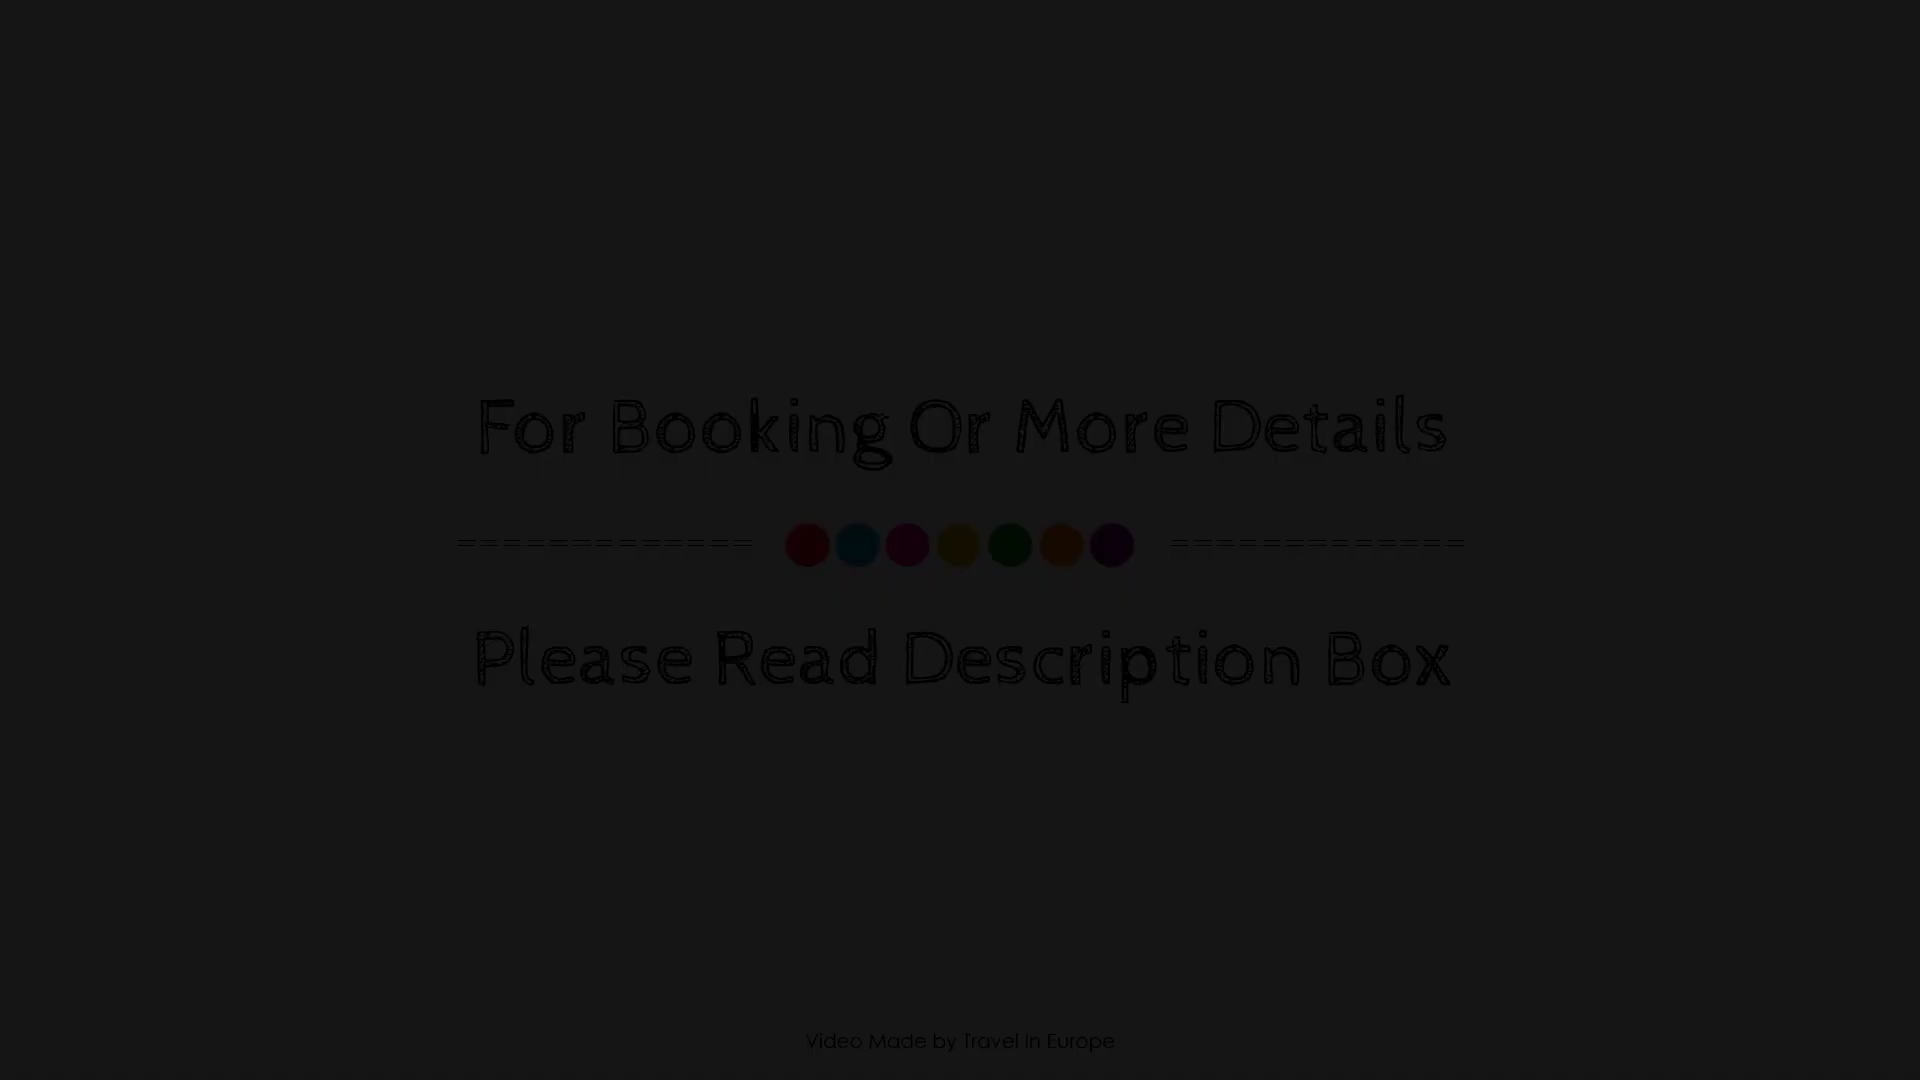 For Booking Or More Details
============= =============
Please Read Description Box
Video Made by Travel In Europe